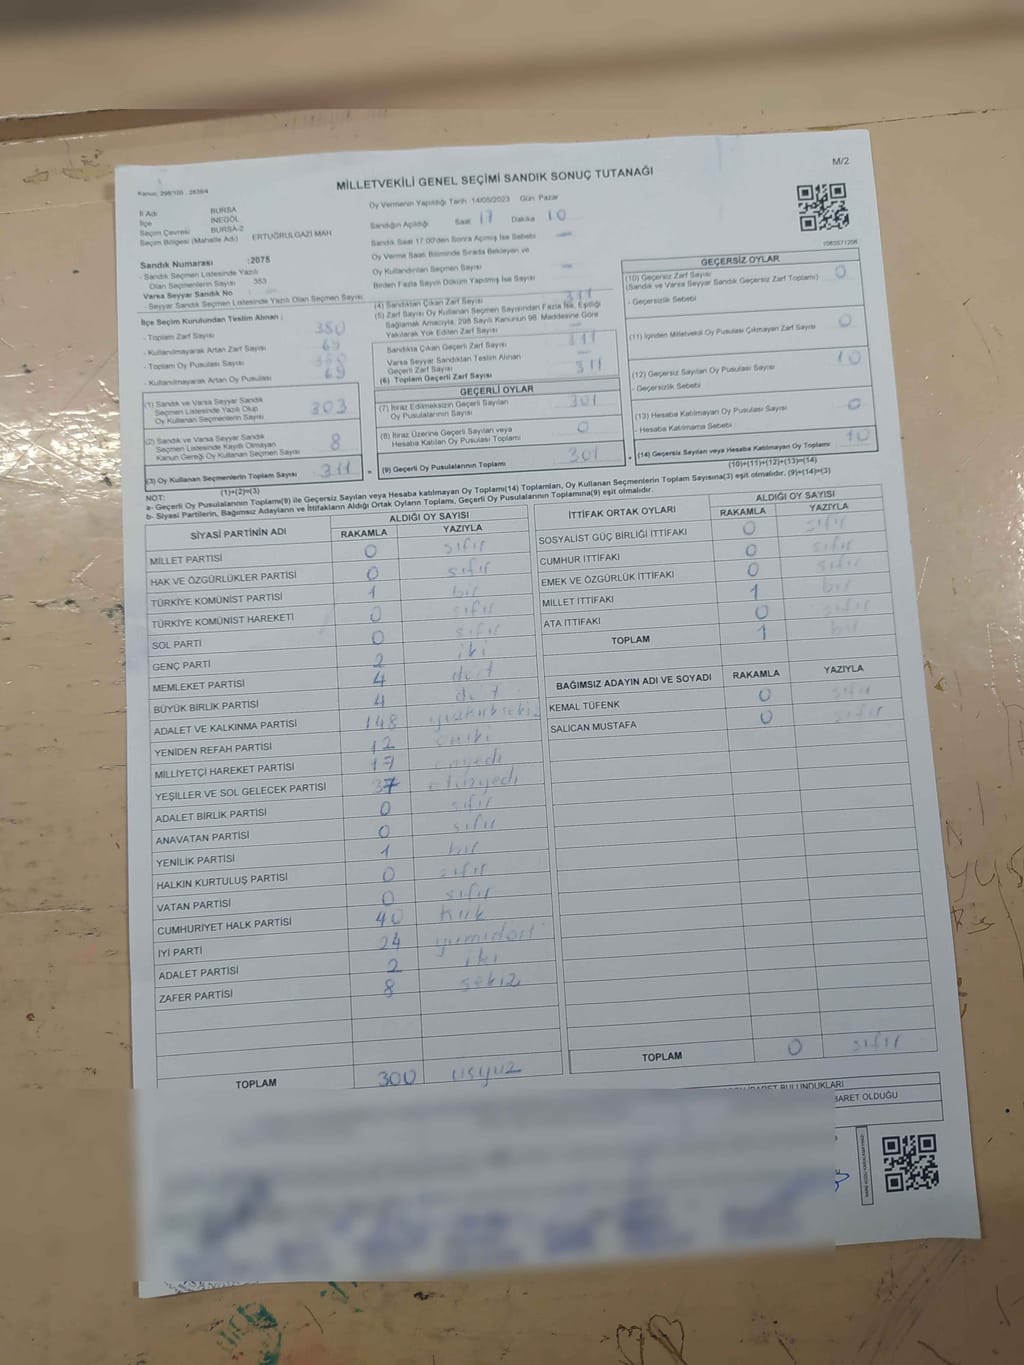 M/2
Kanun: 298/105 , 2839/4
MİLLETVEKİLİ GENEL SEÇİMİ SANDIK SONUÇ TUTANAĞI
İl Adı BURSA
İlçe İNEGÖL
Seçim Çevresi BURSA-2
Seçim Bölgesi (Mahalle Adı) ERTUĞRULGAZİ MAH
Sandık Numarası :2075
- Sandık Seçmen Listesinde Yazılı
Olan Seçmenlerin Sayısı 353
Varsa Seyyar Sandık No
- Seyyar Sandık Seçmen Listesinde Yazılı Olan Seçmen Sayısı
Oy Vermenin Yapıldığı Tarih 14/05/2023 Gün: Pazar
Sandığın Açıldığı Saat 17 Dakika 10
Sandık Saat 17:00'den Sonra Açılmış İse Sebebi
Oy Verme Saati Bitiminde Sırada Bekleyen ve
Oy Kullandırılan Seçmen Sayısı
Birden Fazla Sayım Döküm Yapılmış İse Sayısı
1083571206
İlçe Seçim Kurulundan Teslim Alınan :
- Toplam Zarf Sayısı 380
- Kullanılmayarak Artan Zarf Sayısı 69
- Toplam Oy Pusulası Sayısı 380
- Kullanılmayarak Artan Oy Pusulası 69
(1) Sandık ve Varsa Seyyar Sandık
Seçmen Listesinde Yazılı Olup
Oy Kullanan Seçmenlerin Sayısı 303
(2) Sandık ve Varsa Seyyar Sandık
Seçmen Listesinde Kayıtlı Olmayan
Kanun Gereği Oy Kullanan Seçmen Sayısı 8
(3) Oy Kullanan Seçmenlerin Toplam Sayısı 311 =
(1)+(2)=(3)
(4) Sandıktan Çıkan Zarf Sayısı 311
(5) Zarf Sayısı Oy Kullanan Seçmen Sayısından Fazla İse, Eşitliği
Sağlamak Amacıyla, 298 Sayılı Kanunun 98. Maddesine Göre
Yakılarak Yok Edilen Zarf Sayısı
Sandıkta Çıkan Geçerli Zarf Sayısı 311
Varsa Seyyar Sandıktan Teslim Alınan
Geçerli Zarf Sayısı
(6) Toplam Geçerli Zarf Sayısı 311
GEÇERLİ OYLAR
(7) İtiraz Edilmeksizin Geçerli Sayılan
Oy Pusulalarının Sayısı 301
(8) İtiraz Üzerine Geçerli Sayılan veya
Hesaba Katılan Oy Pusulası Toplamı 0
(9) Geçerli Oy Pusulalarının Toplamı 301 +
GEÇERSİZ OYLAR
(10) Geçersiz Zarf Sayısı
(Sandık ve Varsa Seyyar Sandık Geçersiz Zarf Toplamı) 0
- Geçersizlik Sebebi
(11) İçinden Milletvekili Oy Pusulası Çıkmayan Zarf Sayısı 0
(12) Geçersiz Sayılan Oy Pusulası Sayısı 10
- Geçersizlik Sebebi
(13) Hesaba Katılmayan Oy Pusulası Sayısı 0
- Hesaba Katılmama Sebebi
(14) Geçersiz Sayılan veya Hesaba Katılmayan Oy Toplamı 10
(10)+(11)+(12)+(13)=(14)
NOT:
a- Geçerli Oy Pusulaları Toplamı(9) ile Geçersiz Sayılan veya Hesaba katılmayan Oy Toplamı(14) Toplamları, Oy Kullanan Seçmenlerin Toplam Sayısına(3) eşit olmalıdır. (9)+(14)=(3)
b- Siyasi Partilerin, Bağımsız Adayların ve İttifakların Aldığı Ortak Oyların Toplamı, Geçerli Oy Pusulalarının Toplamına(9) eşit olmalıdır.
SİYASİ PARTİNİN ADI ALDIĞI OY SAYISI
RAKAMLA YAZIYLA
MİLLET PARTİSİ 0 sıfır
HAK VE ÖZGÜRLÜKLER PARTİSİ 0 sıfır
TÜRKİYE KOMÜNİST PARTİSİ 1 bir
TÜRKİYE KOMÜNİST HAREKETİ 0 sıfır
SOL PARTİ 0 sıfır
GENÇ PARTİ 2 iki
MEMLEKET PARTİSİ 4 dört
BÜYÜK BİRLİK PARTİSİ 4 dört
ADALET VE KALKINMA PARTİSİ 148
YENİDEN REFAH PARTİSİ 12 oniki
MİLLİYETÇİ HAREKET PARTİSİ 17 onyedi
YEŞİLLER VE SOL GELECEK PARTİSİ 37 otuzyedi
ADALET BİRLİK PARTİSİ 0 sıfır
ANAVATAN PARTİSİ 0 sıfır
YENİLİK PARTİSİ 1 bir
HALKIN KURTULUŞ PARTİSİ 0 sıfır
VATAN PARTİSİ 0 sıfır
CUMHURİYET HALK PARTİSİ 40 kırk
İYİ PARTİ 24
ADALET PARTİSİ 2 iki
ZAFER PARTİSİ 8 sekiz
TOPLAM 300 üçyüz
İTTİFAK ORTAK OYLARI ALDIĞI OY SAYISI
RAKAMLA YAZIYLA
SOSYALİST GÜÇ BİRLİĞİ İTTİFAKI 0 sıfır
CUMHUR İTTİFAKI 0 sıfır
EMEK VE ÖZGÜRLÜK İTTİFAKI 0 sıfır
MİLLET İTTİFAKI 1 bir
ATA İTTİFAKI 0 sıfır
TOPLAM 1 bir
BAĞIMSIZ ADAYIN ADI VE SOYADI RAKAMLA YAZIYLA
KEMAL TÜFENK 0 sıfır
SALİCAN MUSTAFA 0 sıfır
TOPLAM 0 sıfır
BULUNDUKLARI
BARET OLDUĞU